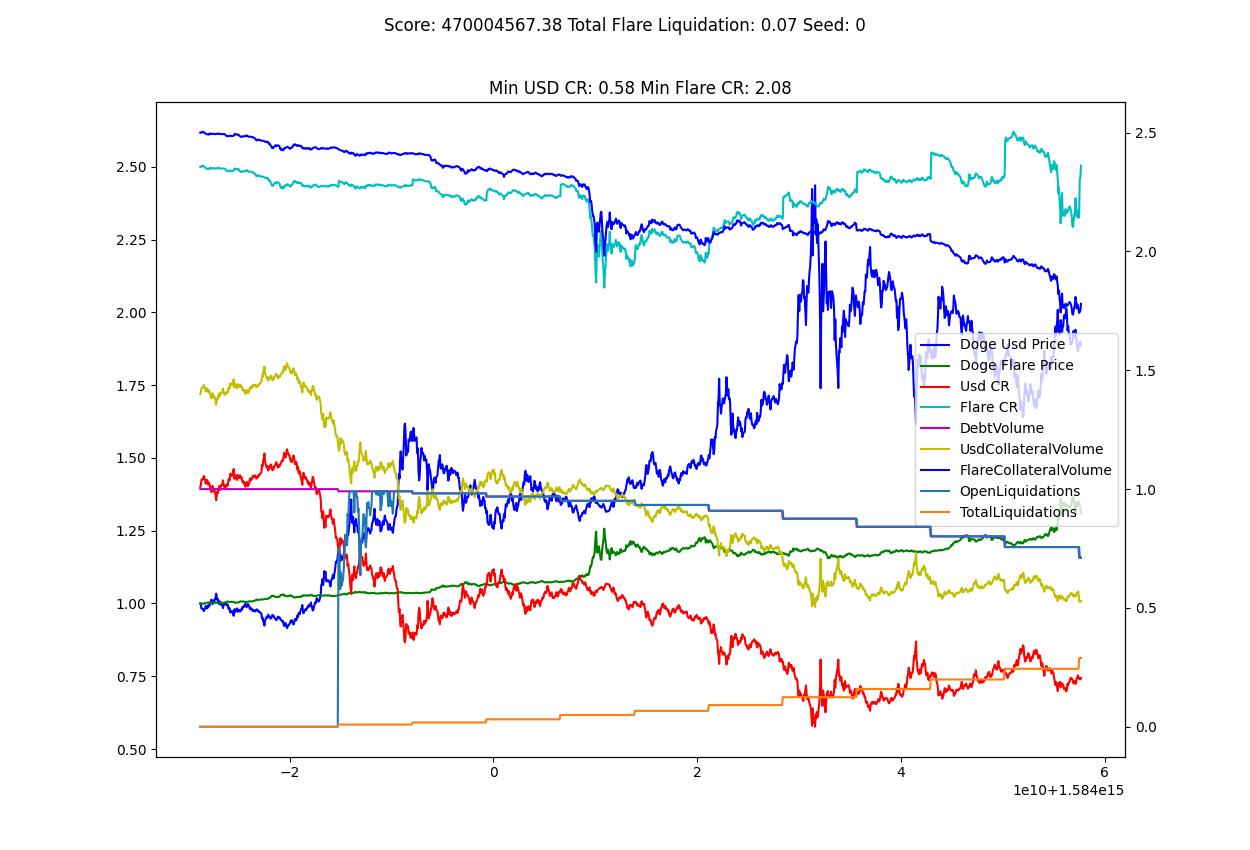 Score: 470004567.38 Total Flare Liquidation: 0.07 Seed: 0
Min USD CR: 0.58 Min Flare CR: 2.08
2.50
2.25
2.00
1.75
1.50
1.25
1.00
0.75
0.50
2.5
2.0
1.5
1.0
0.5
0.0
Doge Usd Price
Doge Flare Price
Usd CR
Flare CR
DebtVolume
UsdCollateralVolume
FlareCollateralVolume
OpenLiquidations
TotalLiquidations
−2 0 2 4 6
1e10+1.584e15